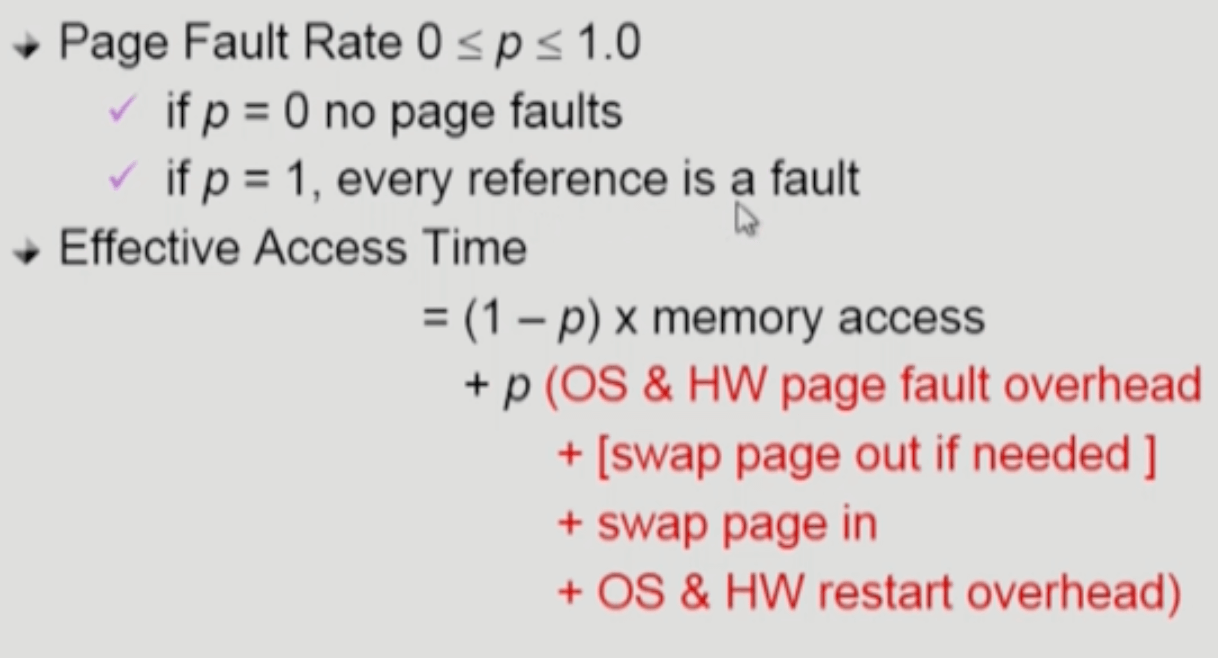 Page Fault Rate 0 ≤ p ≤ 1.0
if p = 0 no page faults
if p = 1, every reference is a fault
Effective Access Time
= (1 – p) x memory access
+ p (OS & HW page fault overhead
+ [swap page out if needed ]
+ swap page in
+ OS & HW restart overhead)